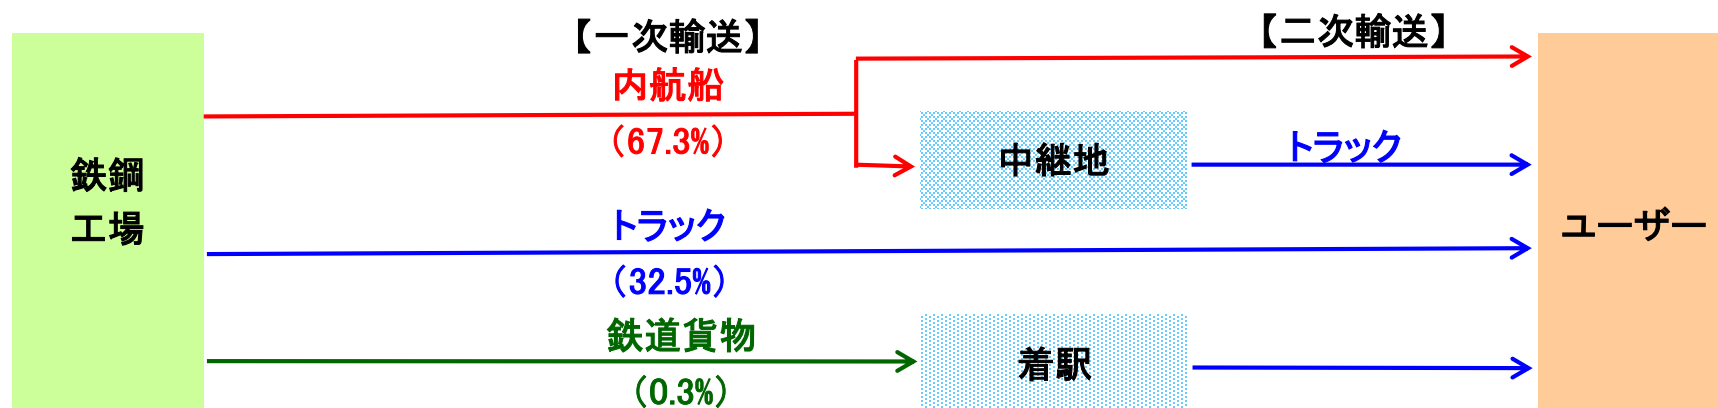 【一次輸送】
【二次輸送】
内航船
（67.3%）
鉄鋼
工場
中継地
トラック
トラック
（32.5%）
ユーザー
鉄道貨物
（0.3%）
着駅